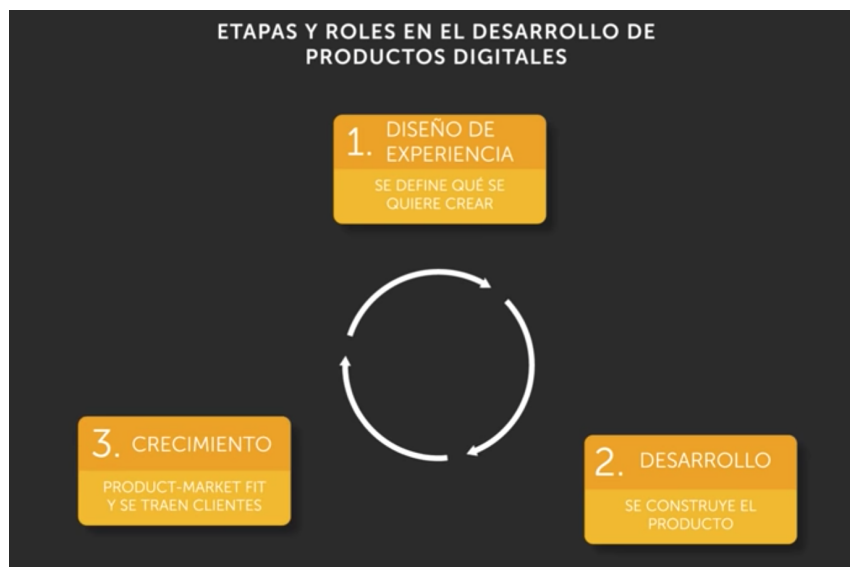 ETAPAS Y ROLES EN EL DESARROLLO DE
PRODUCTOS DIGITALES
1. DISEÑO DE
EXPERIENCIA
SE DEFINE QUÉ SE
QUIERE CREAR
3. CRECIMIENTO
PRODUCT-MARKET FIT
Y SE TRAEN CLIENTES
2. DESARROLLO
SE CONSTRUYE EL
PRODUCTO